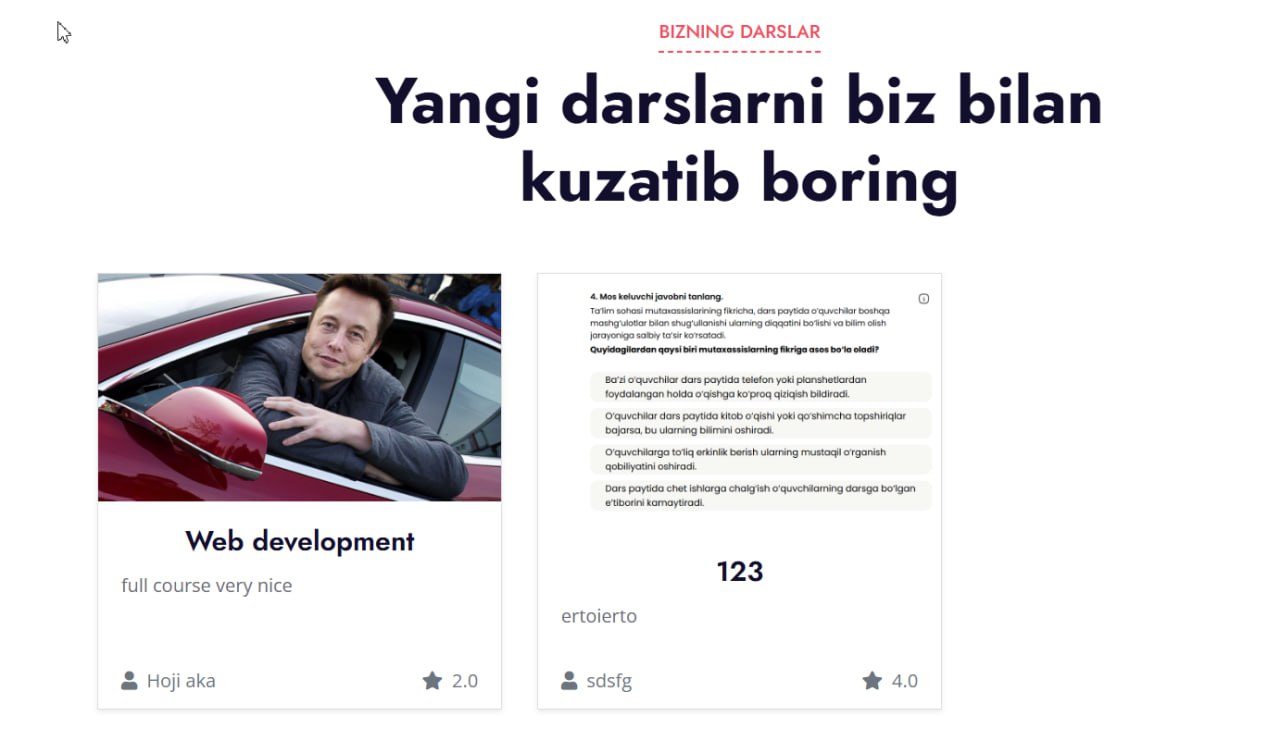 BIZNING DARSLAR
Yangi darslarni biz bilan
kuzatib boring
Web development
full course very nice
Hoji aka
2.0
4. Mos keluvchi javobni tanlang.
Ta'lim sohasi mutaxassislarining fikricha, dars paytida o'quvchilar boshqa
mashg'ulotlar bilan shug'ullanishi ularning diqqatini bo'lishi va bilim olish
jarayoniga salbiy ta'sir ko'rsatadi.
Quyidagilardan qaysi biri mutaxassislarning fikriga asos bo'la oladi?
Ba'zi o'quvchilar dars paytida telefon yoki planshetlardan
foydalangan holda o'qishga ko'proq qiziqish bildiradi.
O'quvchilar dars paytida kitob o'qishi yoki qo'shimcha topshiriqlar
bajarsa, bu ularning bilimini oshiradi.
O'quvchilarga to'liq erkinlik berish ularning mustaqil o'rganish
qobiliyatini oshiradi.
Dars paytida chet ishlarga chalg'ish o'quvchilarning darsga bo'lgan
e'tiborini kamaytiradi.
123
ertoierto
sdsfg
4.0